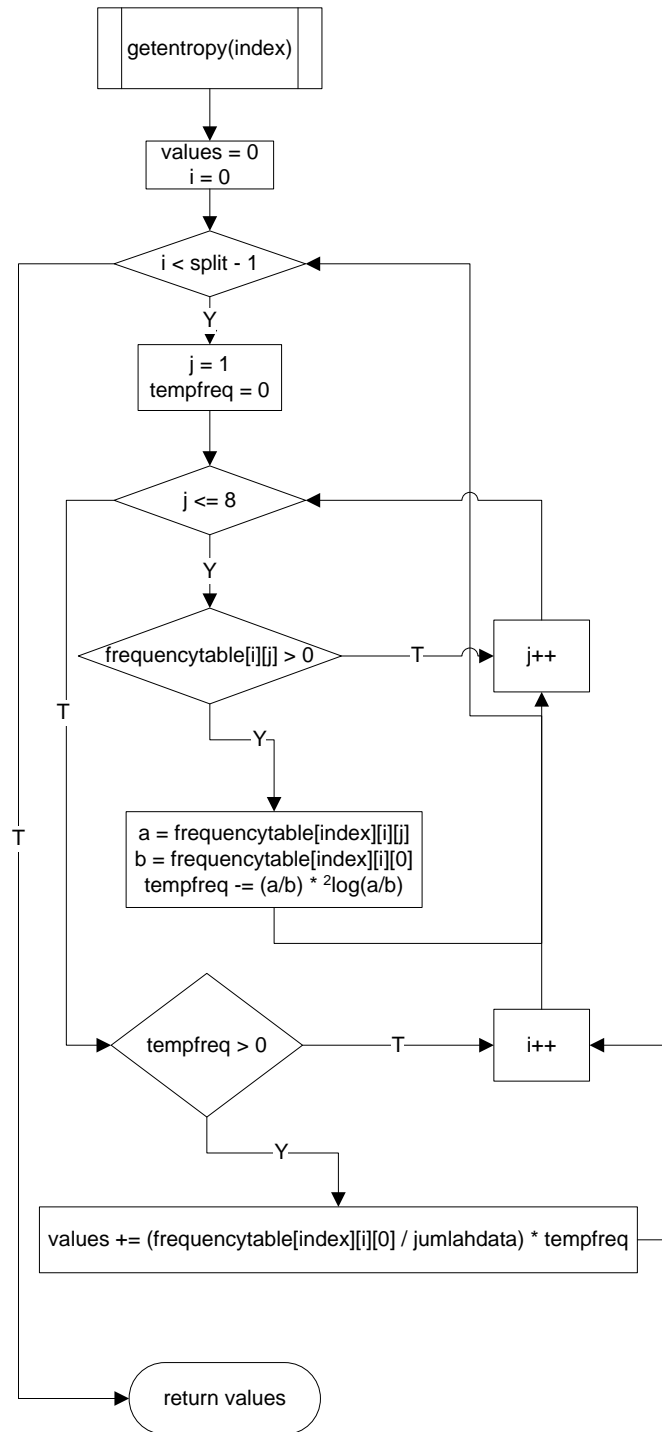 getentropy(index)
values = 0
i = 0
i < split - 1
Y
j = 1
tempfreq = 0
j <= 8
Y
frequencytable[i][j] > 0
T
j++
T
Y
T
a = frequencytable[index][i][j]
b = frequencytable[index][i][0]
tempfreq -= (a/b) * ²log(a/b)
tempfreq > 0
T
i++
Y
values += (frequencytable[index][i][0] / jumlahdata) * tempfreq
return values